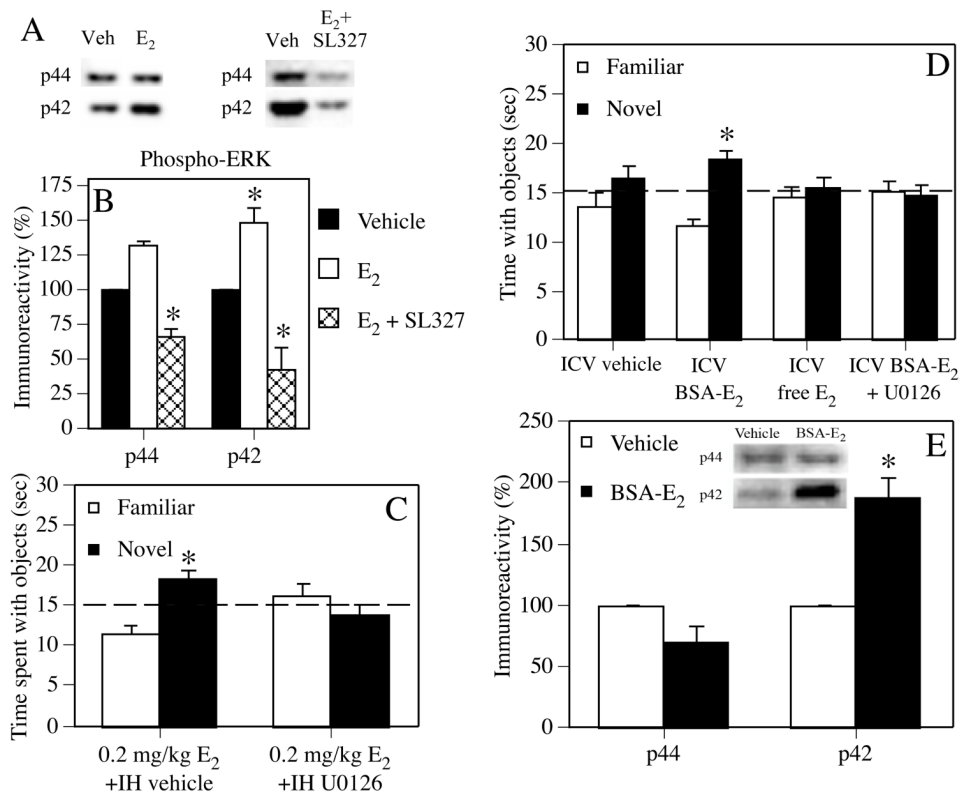 A
Veh E₂
p44
p42
Veh E₂+ SL327
p44
p42
Phospho-ERK
B
Immunoreactivity (%)
175
150
125
100
75
50
25
0
*
*
*
p44 p42
Vehicle
E₂
E₂ + SL327
C
Time spent with objects (sec)
30
25
20
15
10
5
0
Familiar
Novel
*
0.2 mg/kg E₂ 0.2 mg/kg E₂
+IH vehicle +IH U0126
D
Time with objects (sec)
30
25
20
15
10
5
0
Familiar
Novel
*
ICV vehicle ICV ICV ICV BSA-E₂
BSA-E₂ free E₂ + U0126
E
Immunoreactivity (%)
250
200
150
100
50
0
Vehicle
BSA-E₂
Vehicle BSA-E₂
p44
p42
*
p44 p42